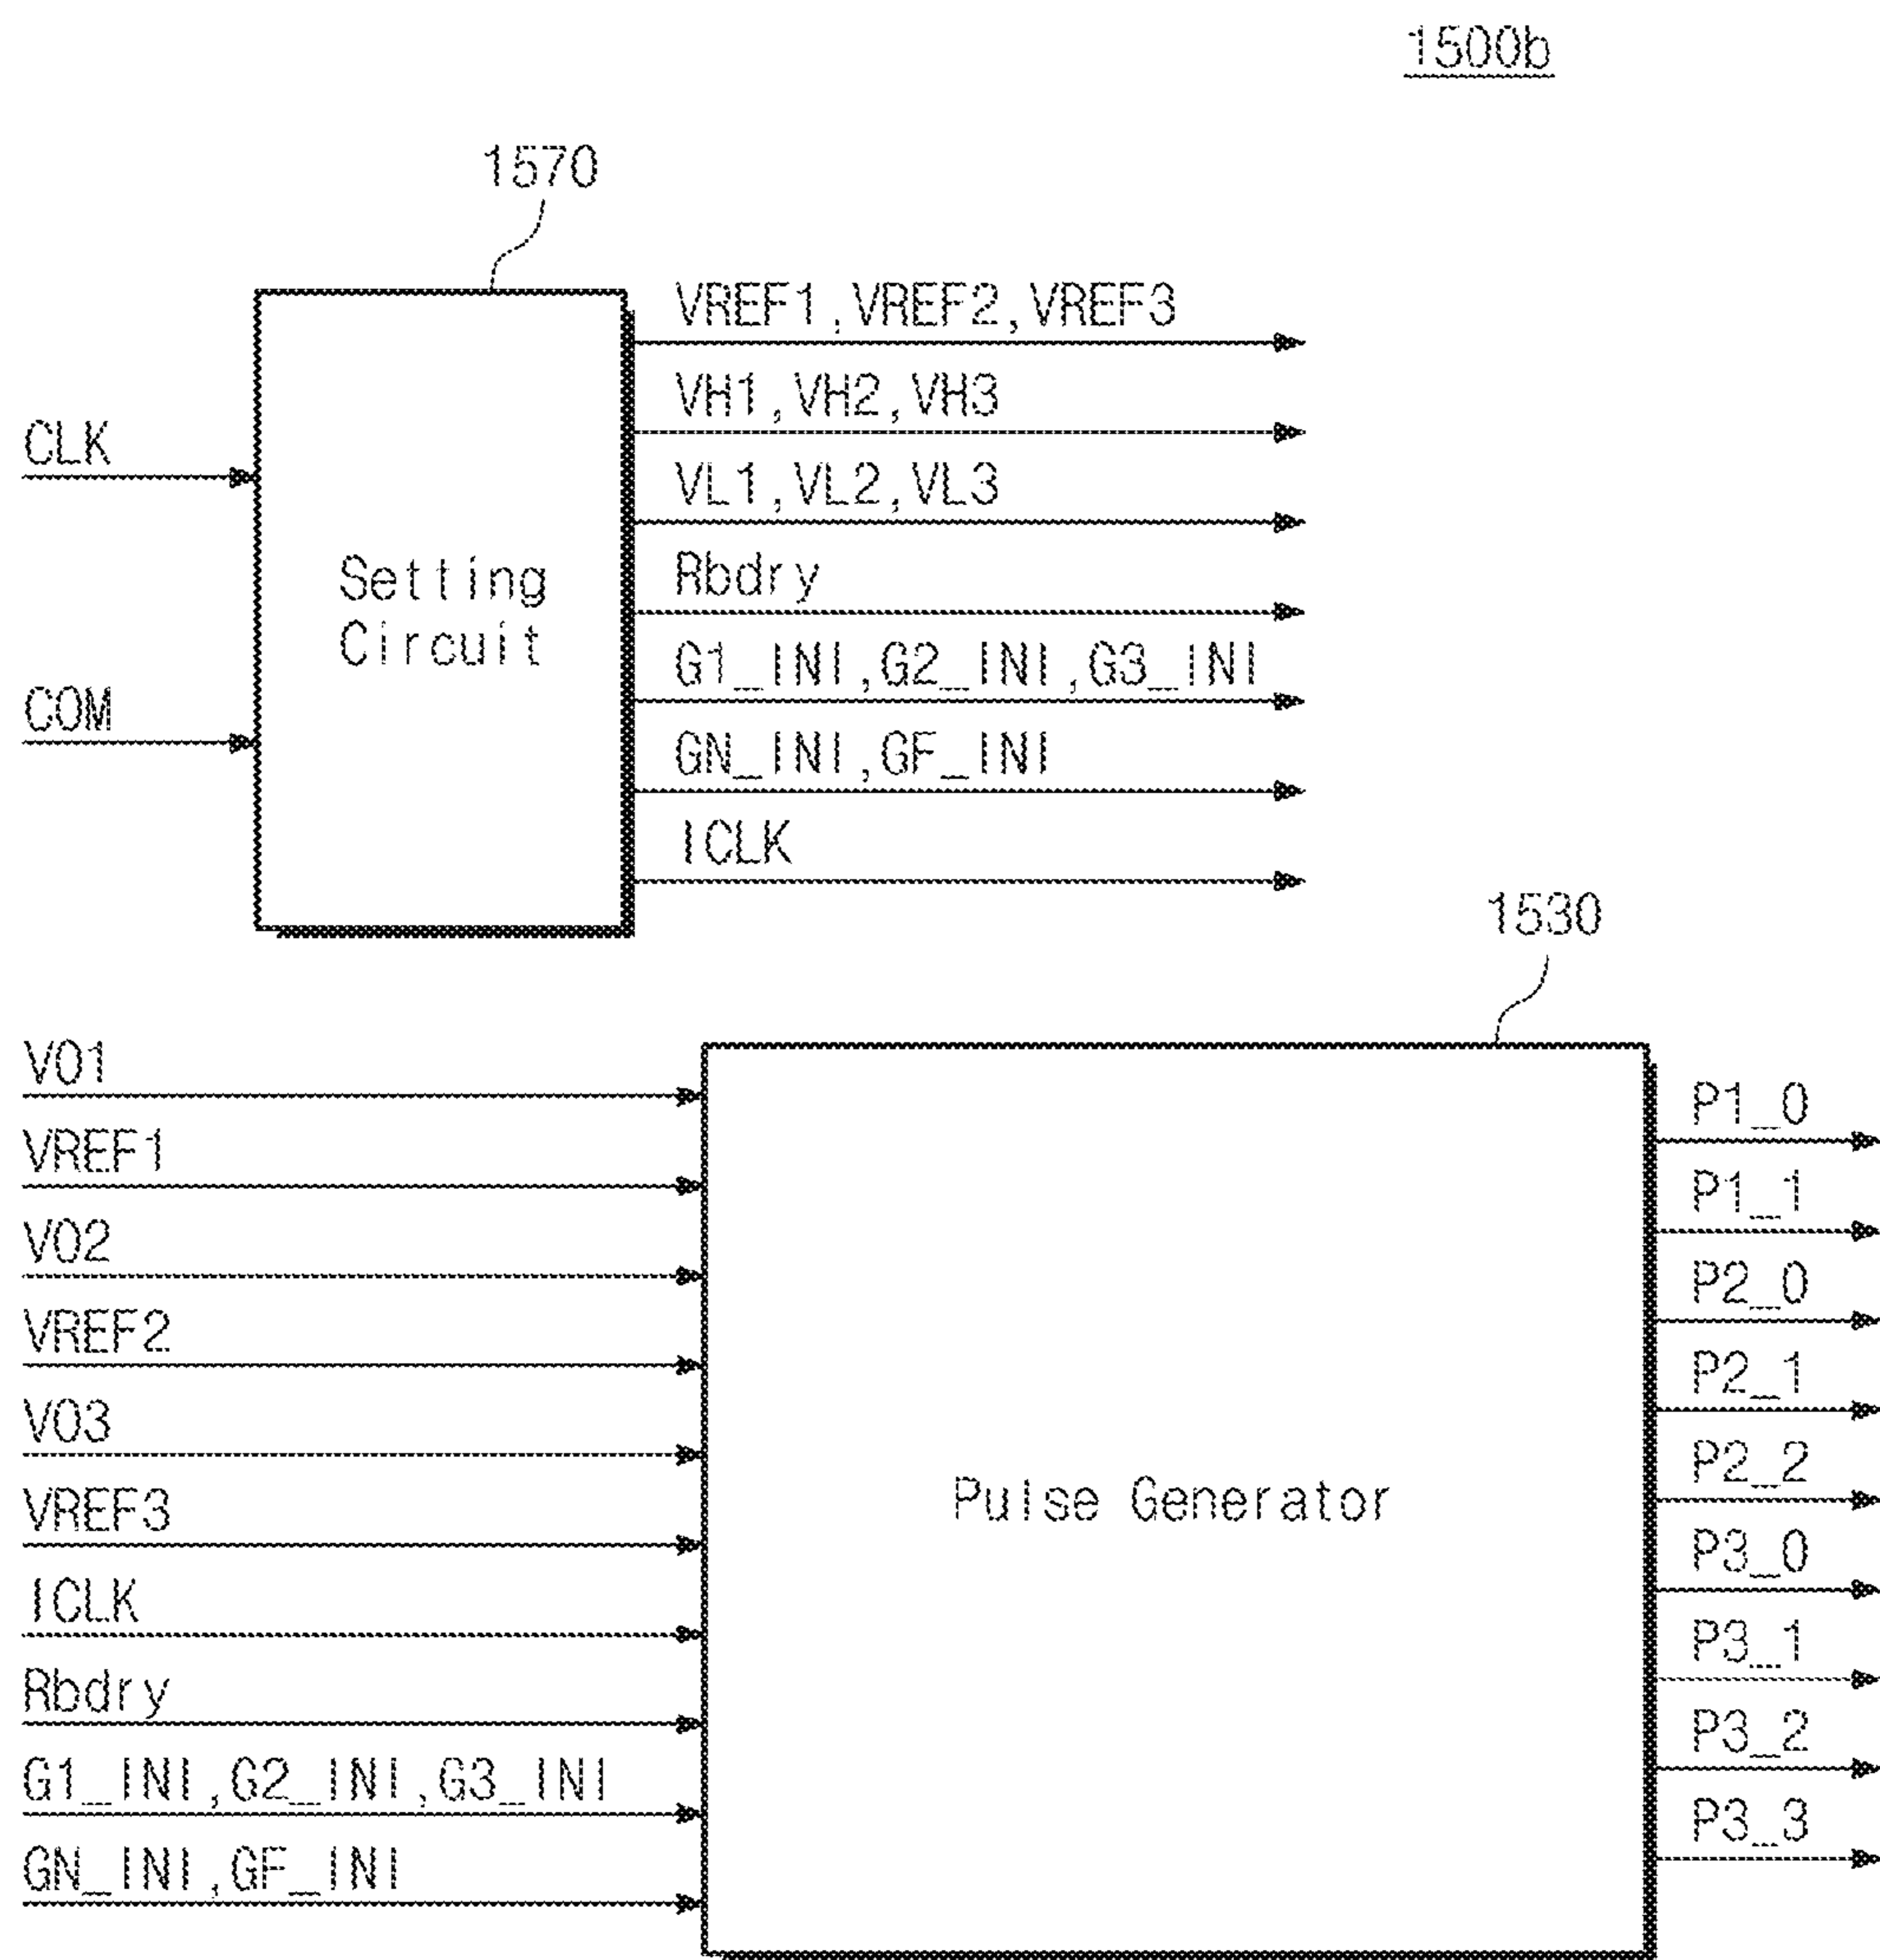 1500b
1570
VREF1,VREF2,VREF3
VH1,VH2,VH3
CLK
VL1,VL2,VL3
Setting
Circuit
Rbdry
G1_INI,G2_INI,G3_INI
COM
GN_INI,GF_INI
ICLK
1530
VO1
VREF1
VO2
VREF2
VO3
VREF3
ICLK
Rbdry
G1_INI,G2_INI,G3_INI
GN_INI,GF_INI
Pulse Generator
P1_0
P1_1
P2_0
P2_1
P2_2
P3_0
P3_1
P3_2
P3_3